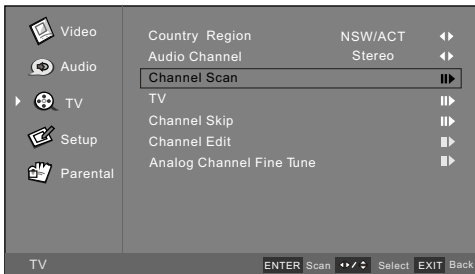 Video
Audio
TV
Setup
Parental
Country Region NSW/ACT
Audio Channel Stereo
Channel Scan
TV
Channel Skip
Channel Edit
Analog Channel Fine Tune
TV ENTER Scan / Select EXIT Back